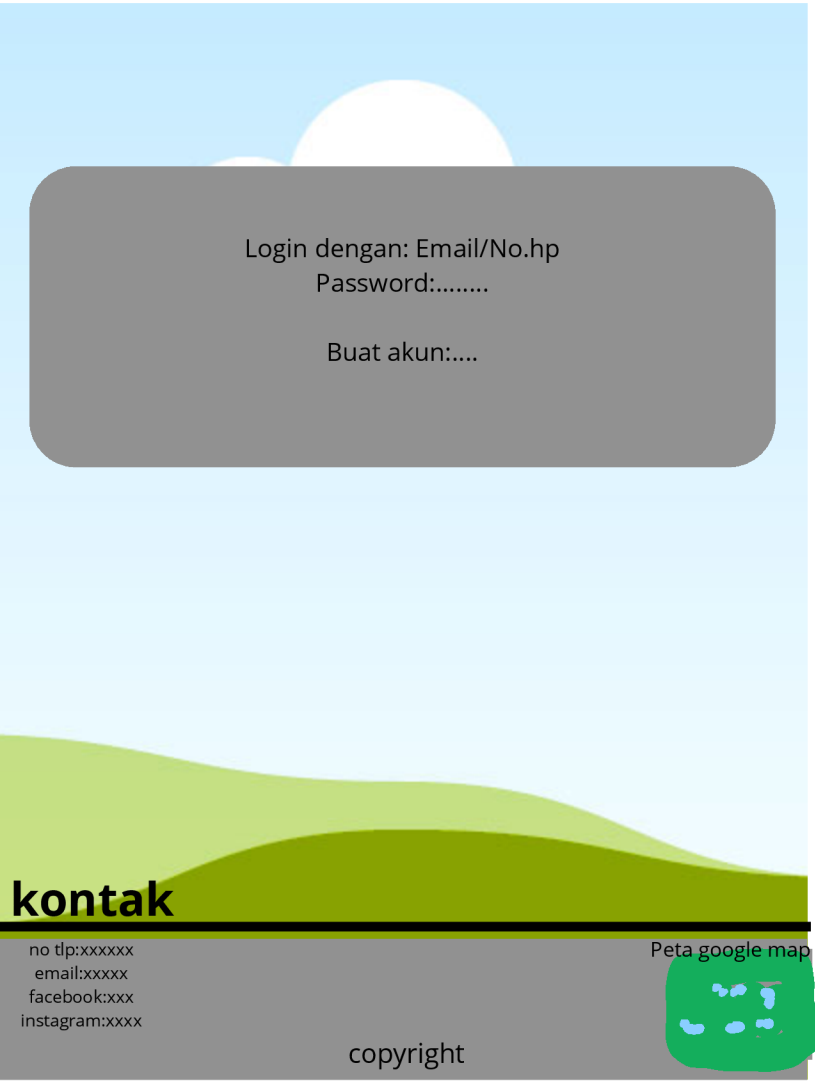 Login dengan: Email/No.hp
Password:........
Buat akun:....
kontak
no tlp:xxxxxx
email:xxxxx
facebook:xxx
instagram:xxxx
Peta google map
copyright